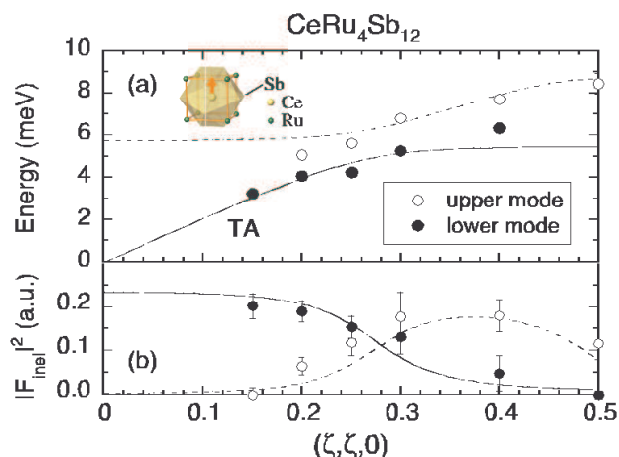 CeRu4Sb12
10
8
6
4
2
0
Energy (meV)
(a)
Sb
Ce
Ru
TA
upper mode
lower mode
0.2
0.1
0.0
|Finel|² (a.u.)
(b)
0 0.1 0.2 0.3 0.4 0.5
(ζ,ζ,0)